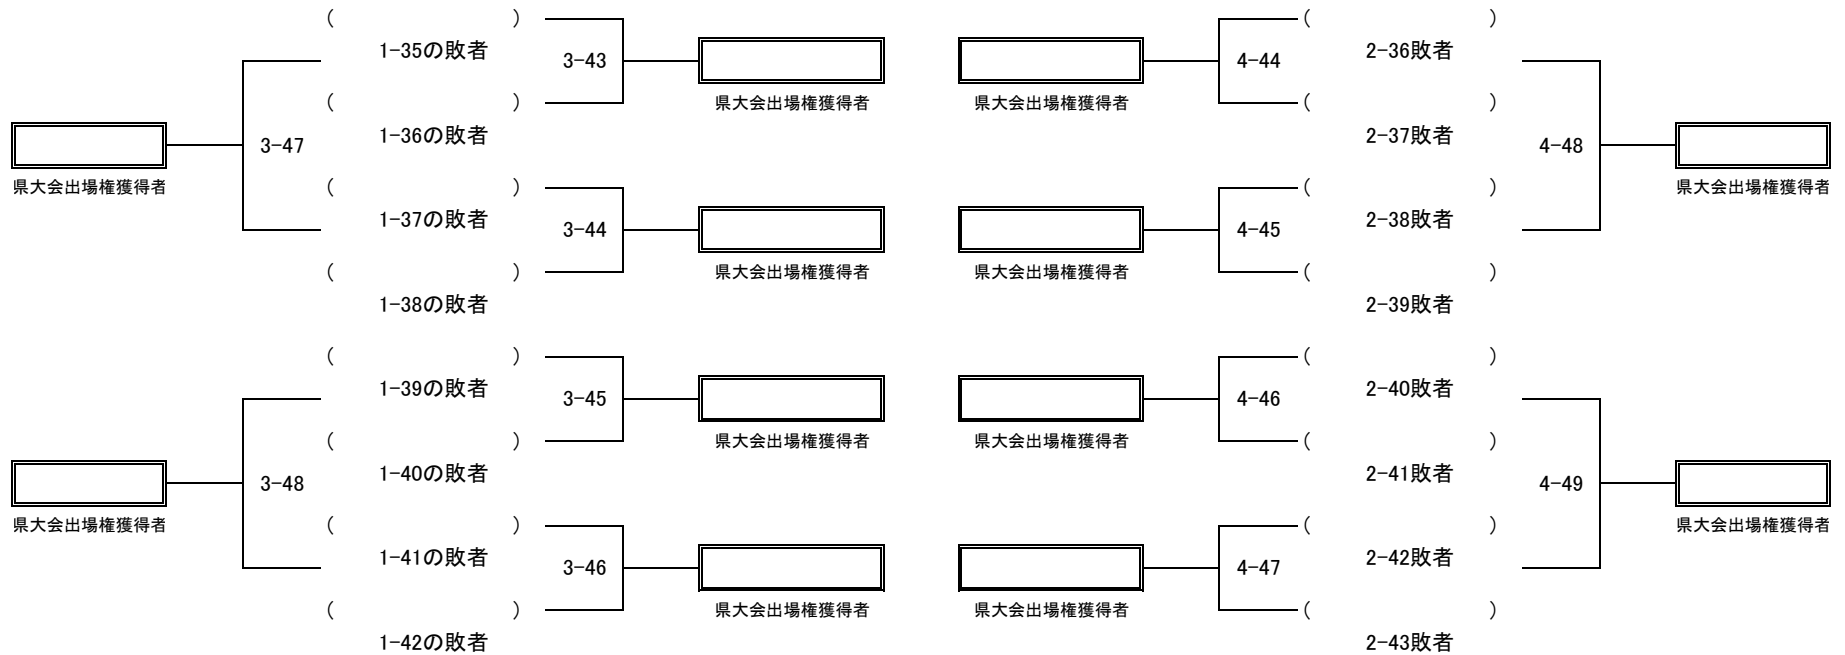 ( ) ( )
1-35の敗者 2-36敗者
3-43 4-44
( ) 県大会出場権獲得者 県大会出場権獲得者 ( )
1-36の敗者 2-37敗者
3-47 4-48
県大会出場権獲得者 ( ) ( ) 県大会出場権獲得者
1-37の敗者 2-38敗者
3-44 4-45
( ) 県大会出場権獲得者 県大会出場権獲得者 ( )
1-38の敗者 2-39敗者
( ) ( )
1-39の敗者 2-40敗者
3-45 4-46
( ) 県大会出場権獲得者 県大会出場権獲得者 ( )
1-40の敗者 2-41敗者
3-48 4-49
県大会出場権獲得者 ( ) ( ) 県大会出場権獲得者
1-41の敗者 2-42敗者
3-46 4-47
( ) 県大会出場権獲得者 県大会出場権獲得者 ( )
1-42の敗者 2-43敗者